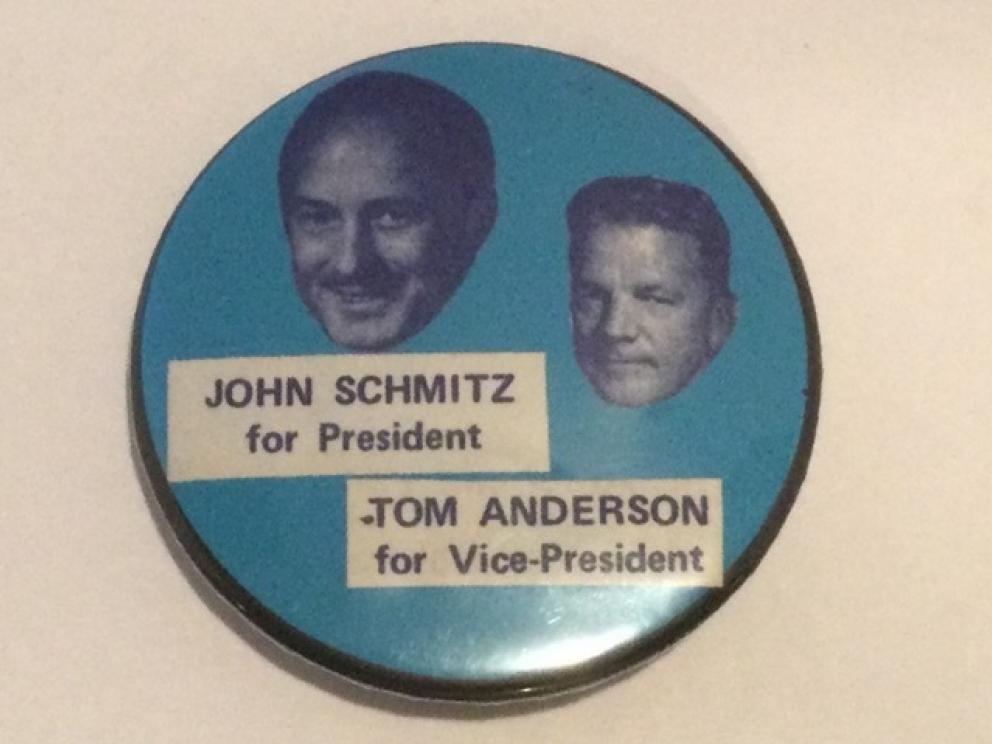 JOHN SCHMITZ
for President
TOM ANDERSON
for Vice-President